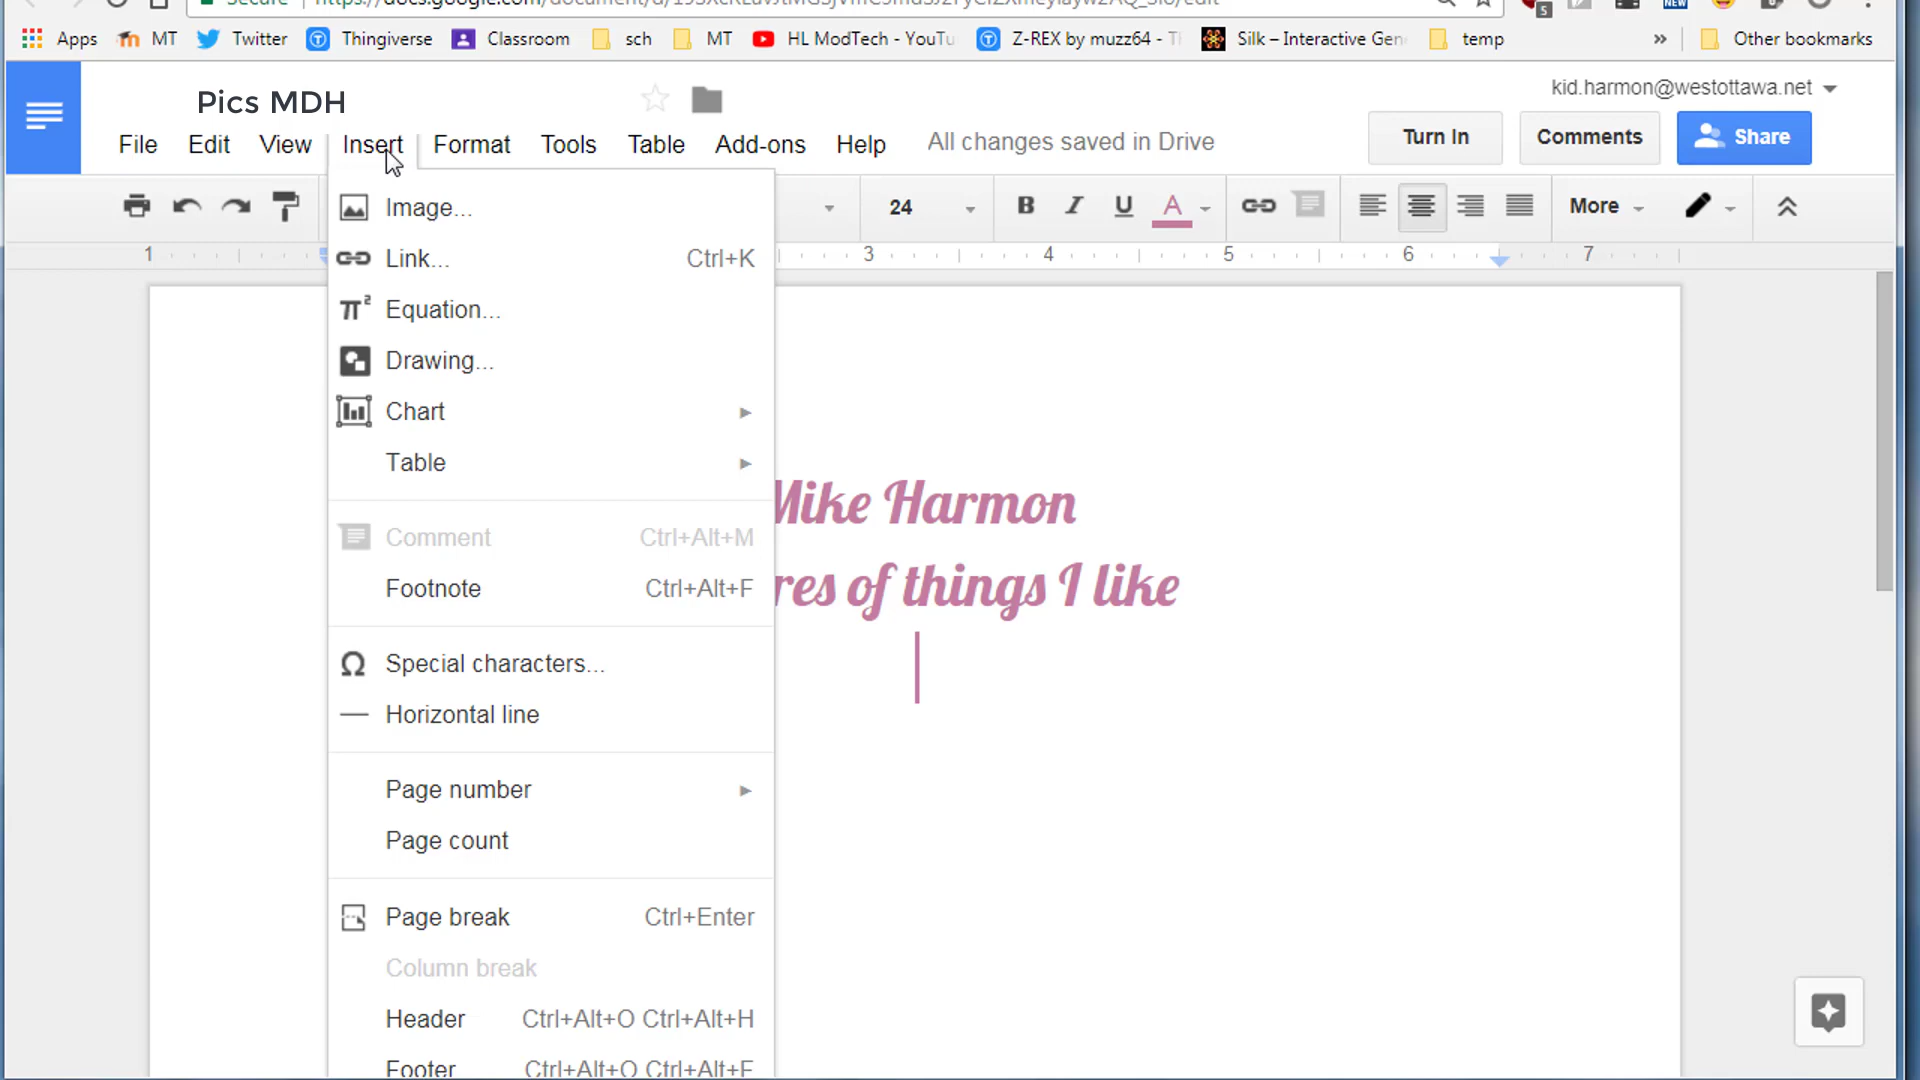 Apps MT Twitter Thingiverse Classroom sch MT HL ModTech - YouTu Z-REX by muzz64 - T Silk – Interactive Gen temp » Other bookmarks
Pics MDH
kid.harmon@westottawa.net
File Edit View Insert Format Tools Table Add-ons Help All changes saved in Drive Turn In Comments Share
24 B I U A More
1 3 4 5 6 7
Image...
Link... Ctrl+K
π² Equation...
Drawing...
Chart
Table
Mike Harmon
Comment Ctrl+Alt+M
Footnote Ctrl+Alt+F
res of things I like
Ω Special characters...
Horizontal line
Page number
Page count
Page break Ctrl+Enter
Column break
Header Ctrl+Alt+O Ctrl+Alt+H
Footer Ctrl+Alt+O Ctrl+Alt+F